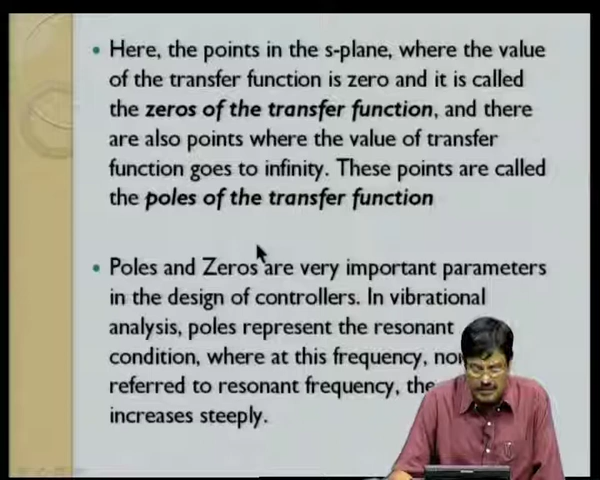 Here, the points in the s-plane, where the value
of the transfer function is zero and it is called
the zeros of the transfer function, and there
are also points where the value of transfer
function goes to infinity. These points are called
the poles of the transfer function
Poles and Zeros are very important parameters
in the design of controllers. In vibrational
analysis, poles represent the resonant
condition, where at this frequency,
referred to resonant frequency, the
increases steeply.